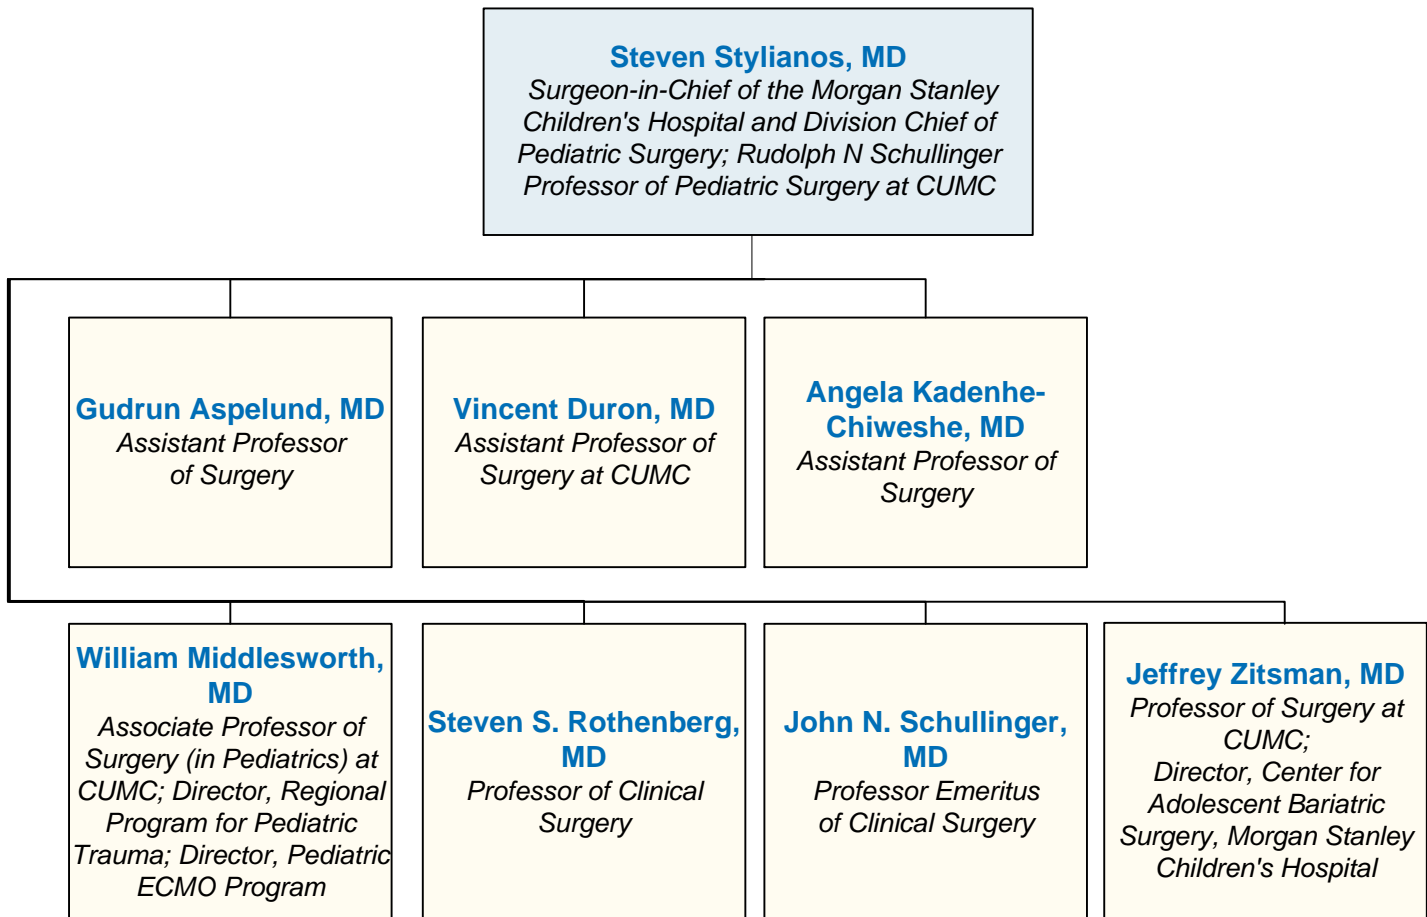 Steven Stylianos, MD
Surgeon-in-Chief of the Morgan Stanley
Children's Hospital and Division Chief of
Pediatric Surgery; Rudolph N Schullinger
Professor of Pediatric Surgery at CUMC
Gudrun Aspelund, MD
Assistant Professor
of Surgery
Vincent Duron, MD
Assistant Professor of
Surgery at CUMC
Angela Kadenhe-
Chiweshe, MD
Assistant Professor of
Surgery
William Middlesworth,
MD
Associate Professor of
Surgery (in Pediatrics) at
CUMC; Director, Regional
Program for Pediatric
Trauma; Director, Pediatric
ECMO Program
Steven S. Rothenberg,
MD
Professor of Clinical
Surgery
John N. Schullinger,
MD
Professor Emeritus
of Clinical Surgery
Jeffrey Zitsman, MD
Professor of Surgery at
CUMC;
Director, Center for
Adolescent Bariatric
Surgery, Morgan Stanley
Children's Hospital